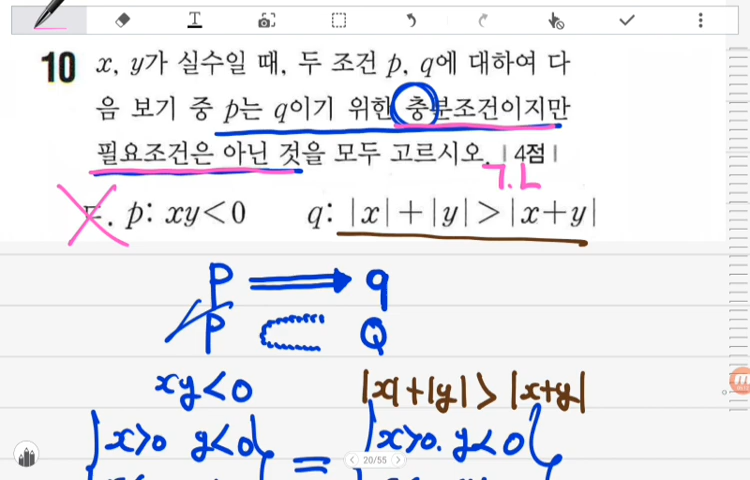 10 x, y가 실수일 때, 두 조건 p, q에 대하여 다
음 보기 중 p는 q이기 위한 충분조건이지만
필요조건은 아닌 것을 모두 고르시오. | 4점 |
ㄱ.ㄴ
ㄷ. p: xy<0 q: |x|+|y|>|x+y|
p ⟹ q
P ⊂ Q
xy<0 |x|+|y|>|x+y|
x>0 y<0 = x>0. y<0
20/55